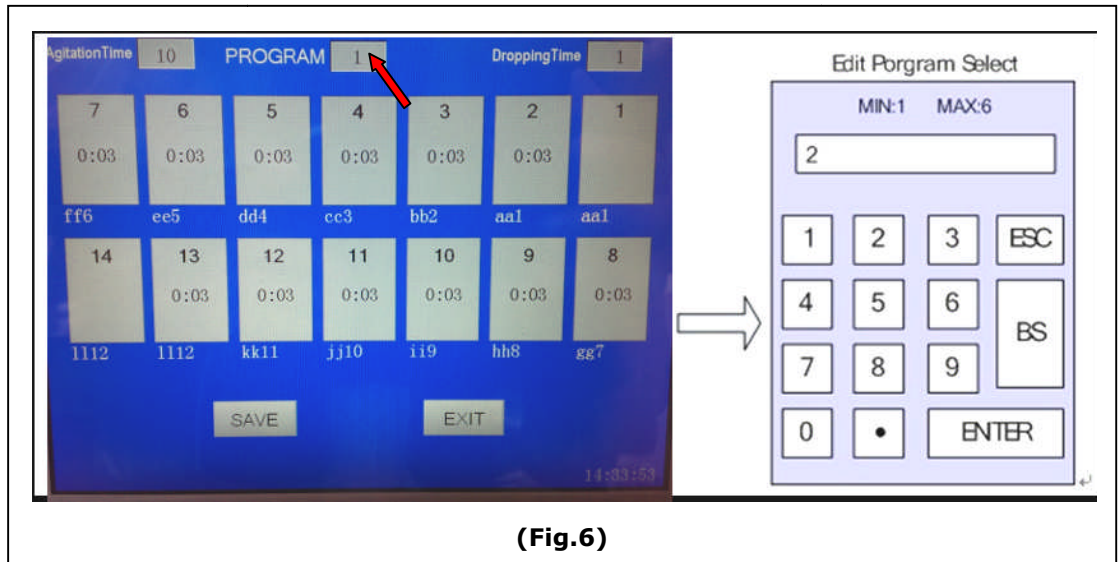 AgitationTime 10 PROGRAM 1 DroppingTime 1
7 6 5 4 3 2 1
0:03 0:03 0:03 0:03 0:03 0:03
ff6 ee5 dd4 cc3 bb2 aa1 aa1
14 13 12 11 10 9 8
0:03 0:03 0:03 0:03 0:03 0:03
ll12 ll12 kk11 jj10 ii9 hh8 gg7
SAVE EXIT
14:33:53
Edit Porgram Select
MIN:1 MAX:6
2
1 2 3 ESC
4 5 6 BS
7 8 9
0 • ENTER
(Fig.6)